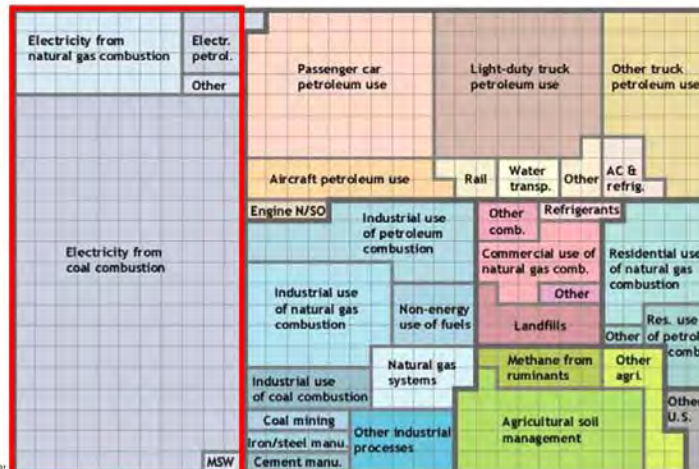 Electricity from
natural gas combustion
Electr.
petrol.
Other
Electricity from
coal combustion
MSW
Passenger car
petroleum use
Light-duty truck
petroleum use
Other truck
petroleum use
Aircraft petroleum use
Rail
Water
transp.
Other
AC &
refrig.
Engine N/SO
Industrial use
of petroleum
combustion
Other
comb.
Refrigerants
Commercial use of
natural gas comb.
Residential use
of natural gas
combustion
Industrial use
of natural gas
combustion
Non-energy
use of fuels
Other
Landfills
Other
Res. use
of petrol
comb
Natural gas
systems
Methane from
ruminants
Other
agri.
Industrial use
of coal combustion
Coal mining
Iron/steel manu.
Cement manu.
Other industrial
processes
Agricultural soil
management
Other
U.S.